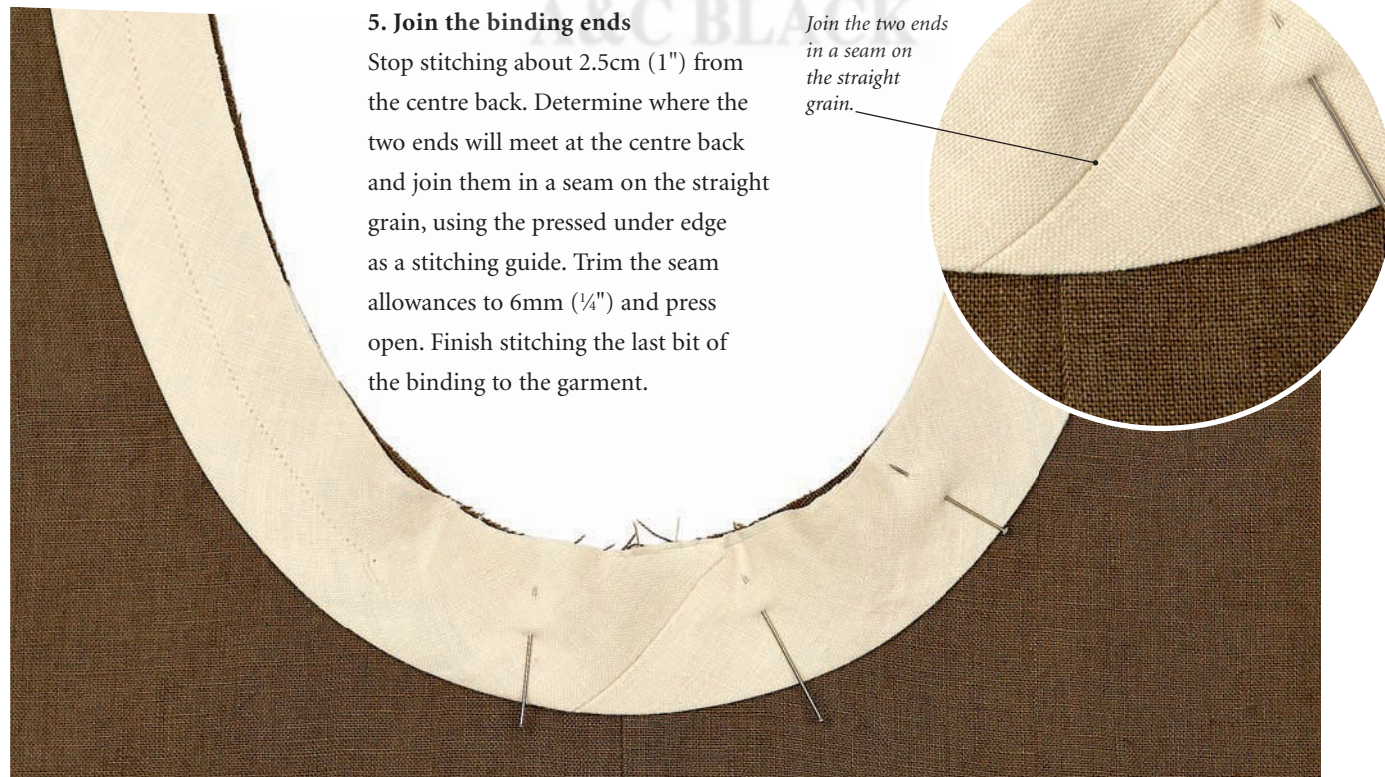 A&C BLACK
5. Join the binding ends
Stop stitching about 2.5cm (1") from
the centre back. Determine where the
two ends will meet at the centre back
and join them in a seam on the straight
grain, using the pressed under edge
as a stitching guide. Trim the seam
allowances to 6mm (¼") and press
open. Finish stitching the last bit of
the binding to the garment.
Join the two ends
in a seam on
the straight
grain.